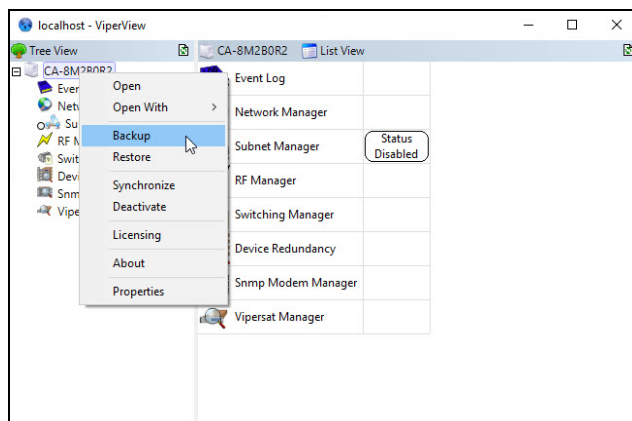 localhost - ViperView
Tree View
CA-8M2B0R2 List View
CA-8M2B0R2
Open
Open With
Backup
Restore
Synchronize
Deactivate
Licensing
About
Properties
Event Log
Network Manager
Subnet Manager
Status
Disabled
RF Manager
Switching Manager
Device Redundancy
Snmp Modem Manager
Vipersat Manager